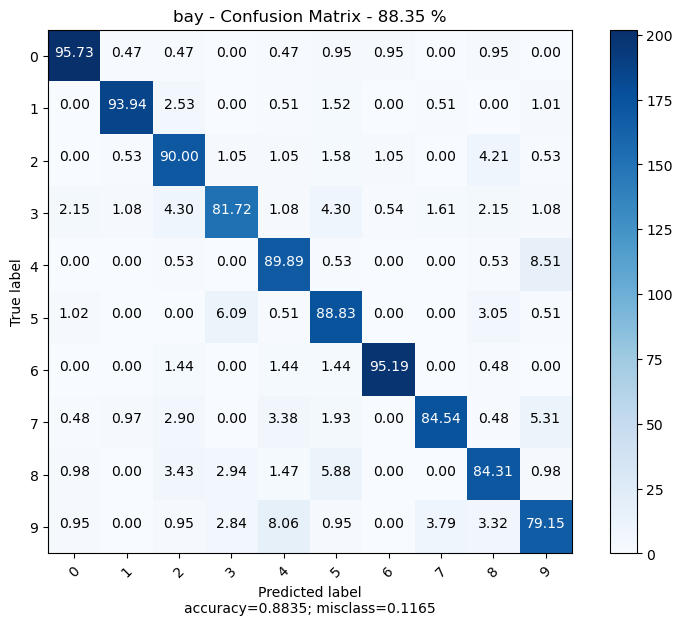 bay - Confusion Matrix - 88.35 %
0 95.73 0.47 0.47 0.00 0.47 0.95 0.95 0.00 0.95 0.00
1 0.00 93.94 2.53 0.00 0.51 1.52 0.00 0.51 0.00 1.01
2 0.00 0.53 90.00 1.05 1.05 1.58 1.05 0.00 4.21 0.53
3 2.15 1.08 4.30 81.72 1.08 4.30 0.54 1.61 2.15 1.08
4 0.00 0.00 0.53 0.00 89.89 0.53 0.00 0.00 0.53 8.51
5 1.02 0.00 0.00 6.09 0.51 88.83 0.00 0.00 3.05 0.51
6 0.00 0.00 1.44 0.00 1.44 1.44 95.19 0.00 0.48 0.00
7 0.48 0.97 2.90 0.00 3.38 1.93 0.00 84.54 0.48 5.31
8 0.98 0.00 3.43 2.94 1.47 5.88 0.00 0.00 84.31 0.98
9 0.95 0.00 0.95 2.84 8.06 0.95 0.00 3.79 3.32 79.15
0 1 2 3 4 5 6 7 8 9
True label
Predicted label
accuracy=0.8835; misclass=0.1165
200
175
150
125
100
75
50
25
0